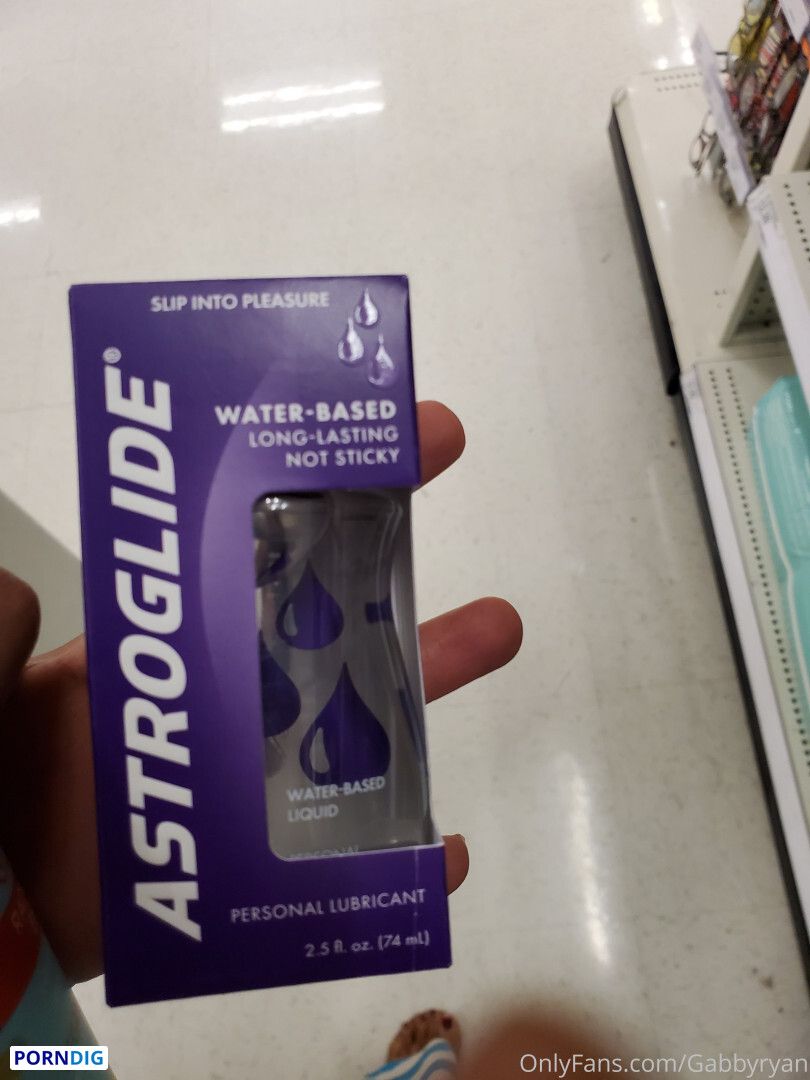 SLIP INTO PLEASURE
ASTROGLIDE®
WATER-BASED
LONG-LASTING
NOT STICKY
WATER-BASED
LIQUID
PERSONAL
PERSONAL LUBRICANT
2.5 fl. oz. (74 mL)
PORNDIG
OnlyFans.com/Gabbyryan